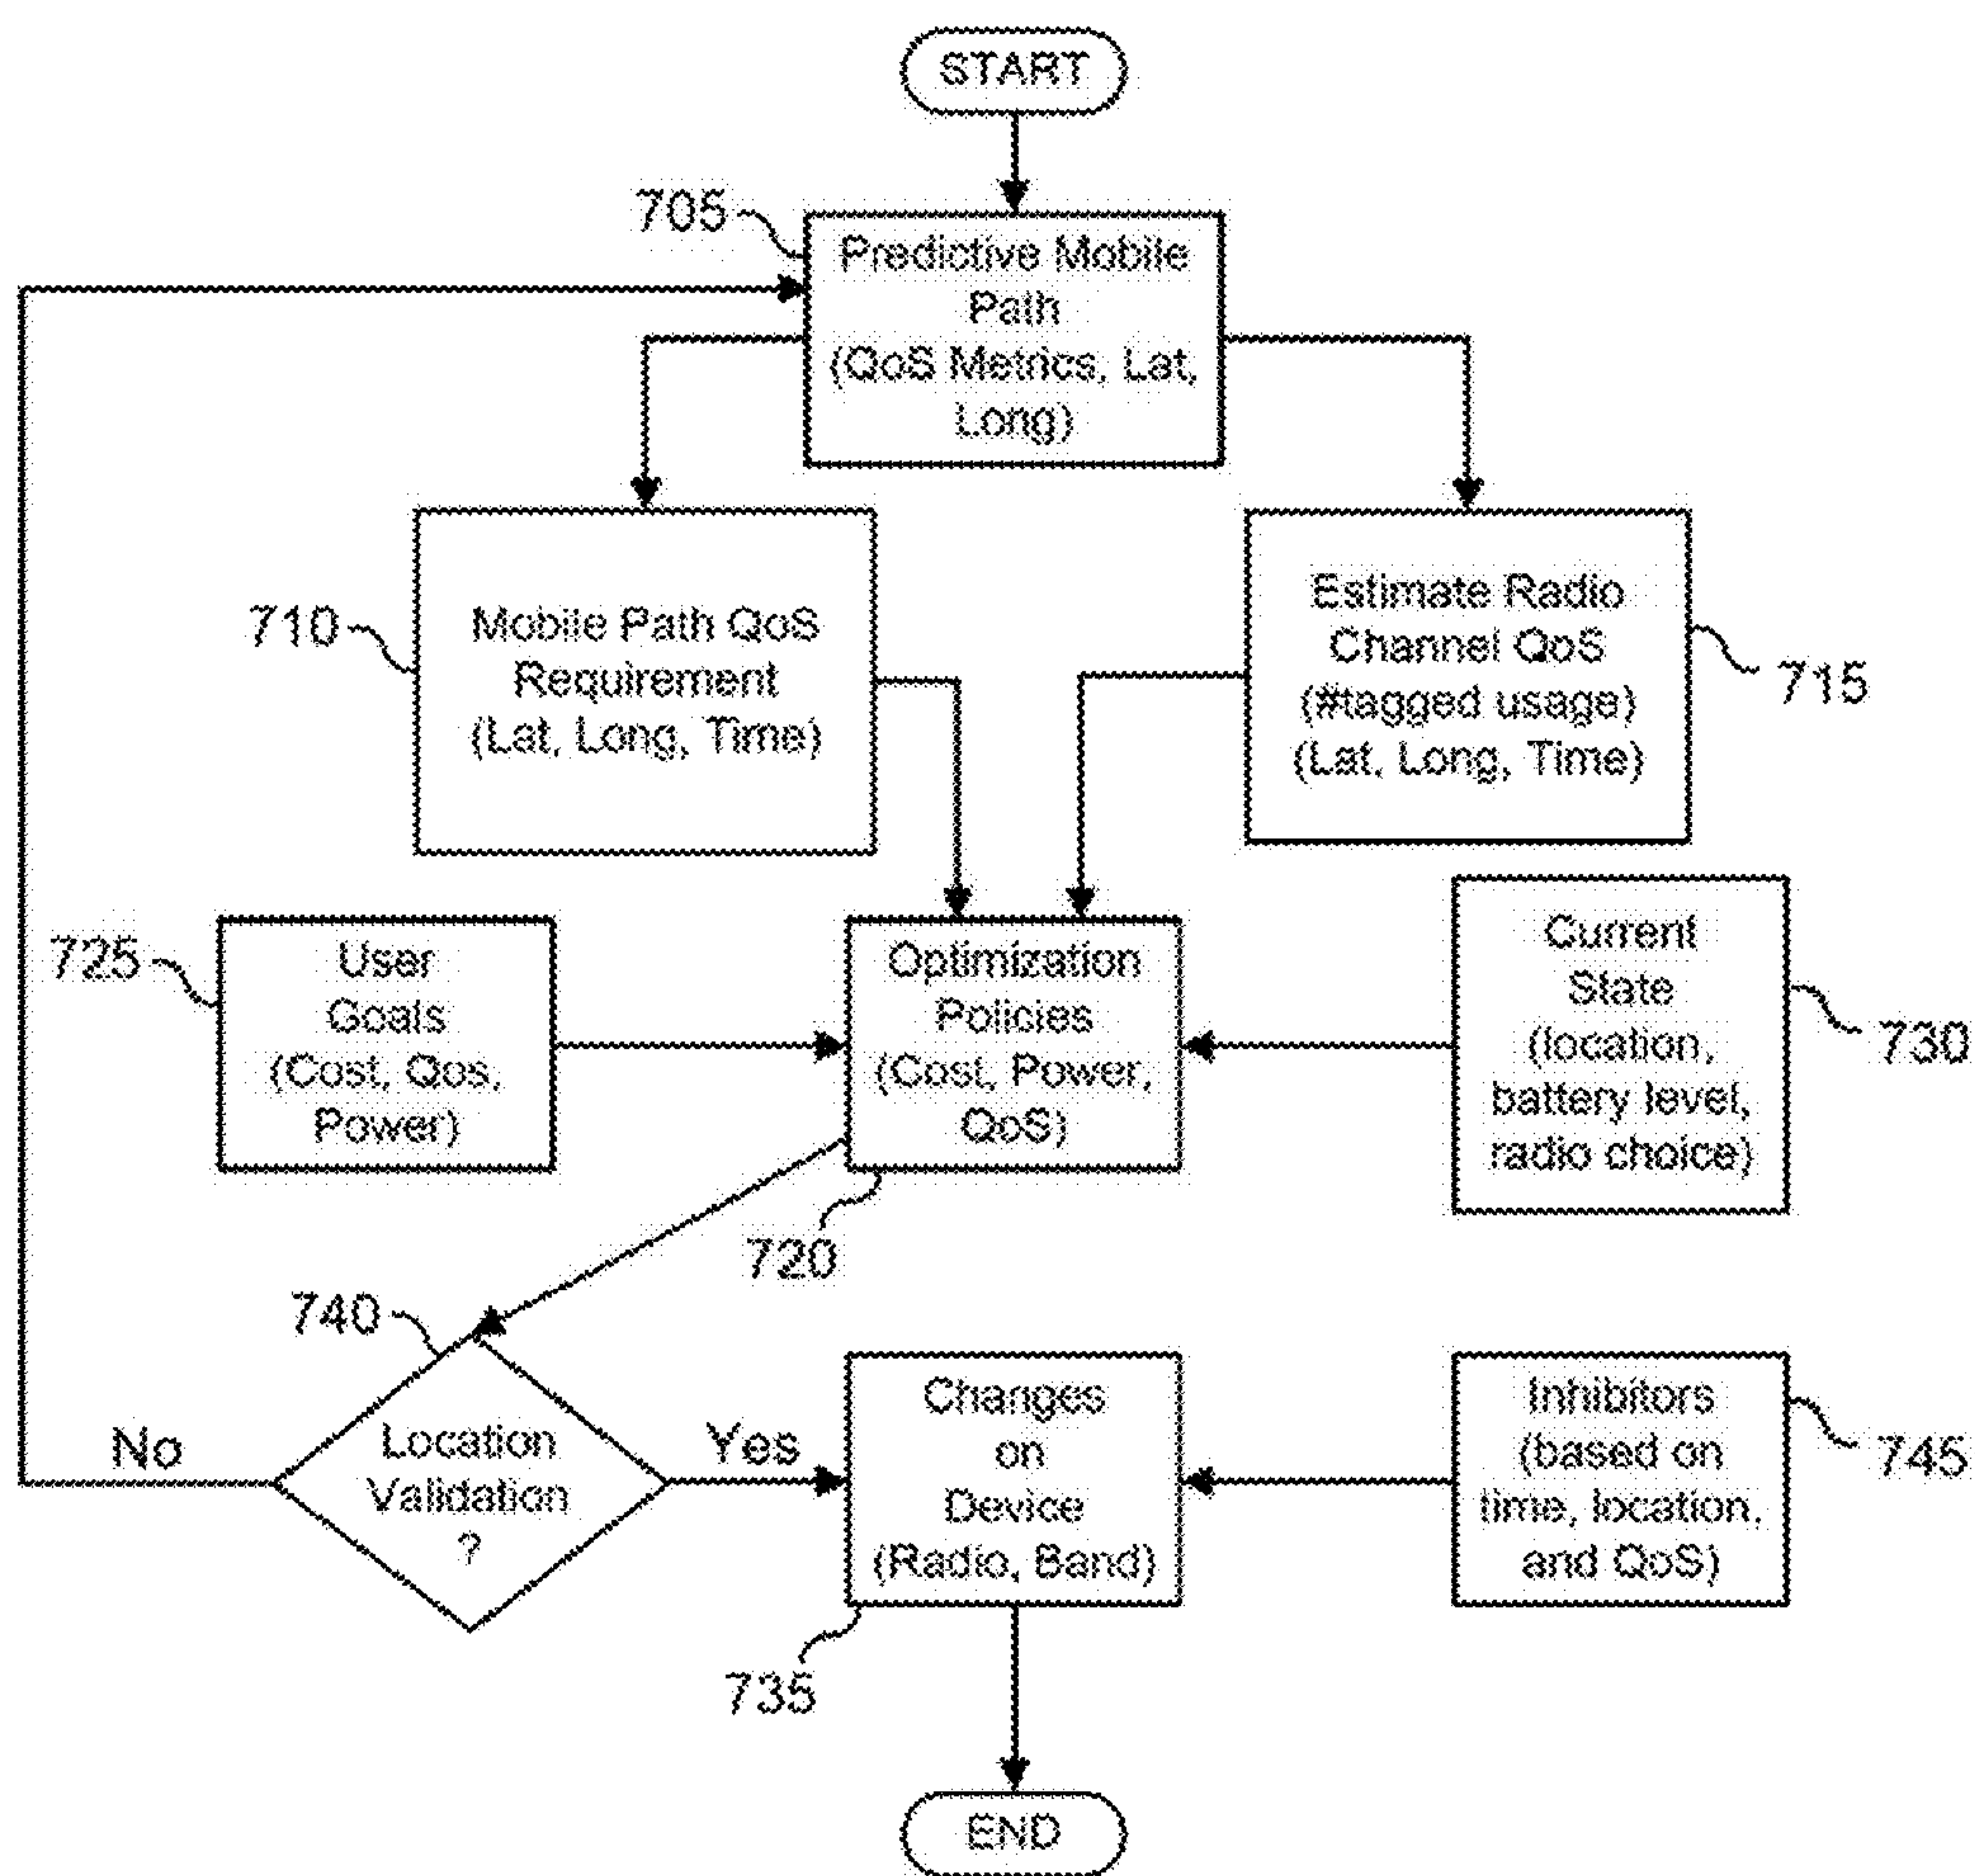 START
705
Predictive Mobile
Path
(QoS Metrics, Lat,
Long)
710
Mobile Path QoS
Requirement
(Lat, Long, Time)
Estimate Radio
Channel QoS
(#tagged usage)
(Lat, Long, Time)
715
725
User
Goals
(Cost, Qos,
Power)
Optimization
Policies
(Cost, Power,
QoS)
720
Current
State
(location,
battery level,
radio choice)
730
740
Location
Validation
?
No
Yes
Changes
on
Device
(Radio, Band)
735
Inhibitors
(based on
time, location,
and QoS)
745
END